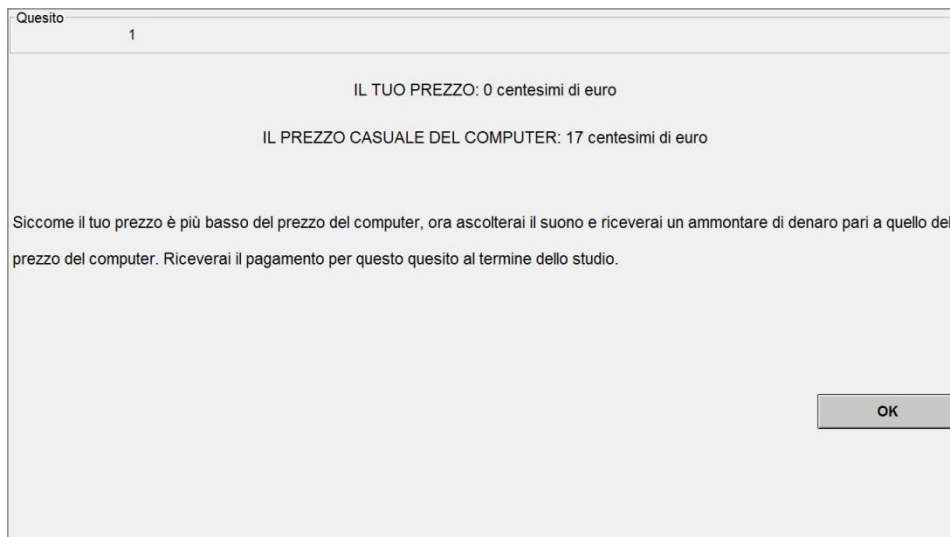 Quesito
1
IL TUO PREZZO: 0 centesimi di euro
IL PREZZO CASUALE DEL COMPUTER: 17 centesimi di euro
Siccome il tuo prezzo è più basso del prezzo del computer, ora ascolterai il suono e riceverai un ammontare di denaro pari a quello del
prezzo del computer. Riceverai il pagamento per questo quesito al termine dello studio.
OK